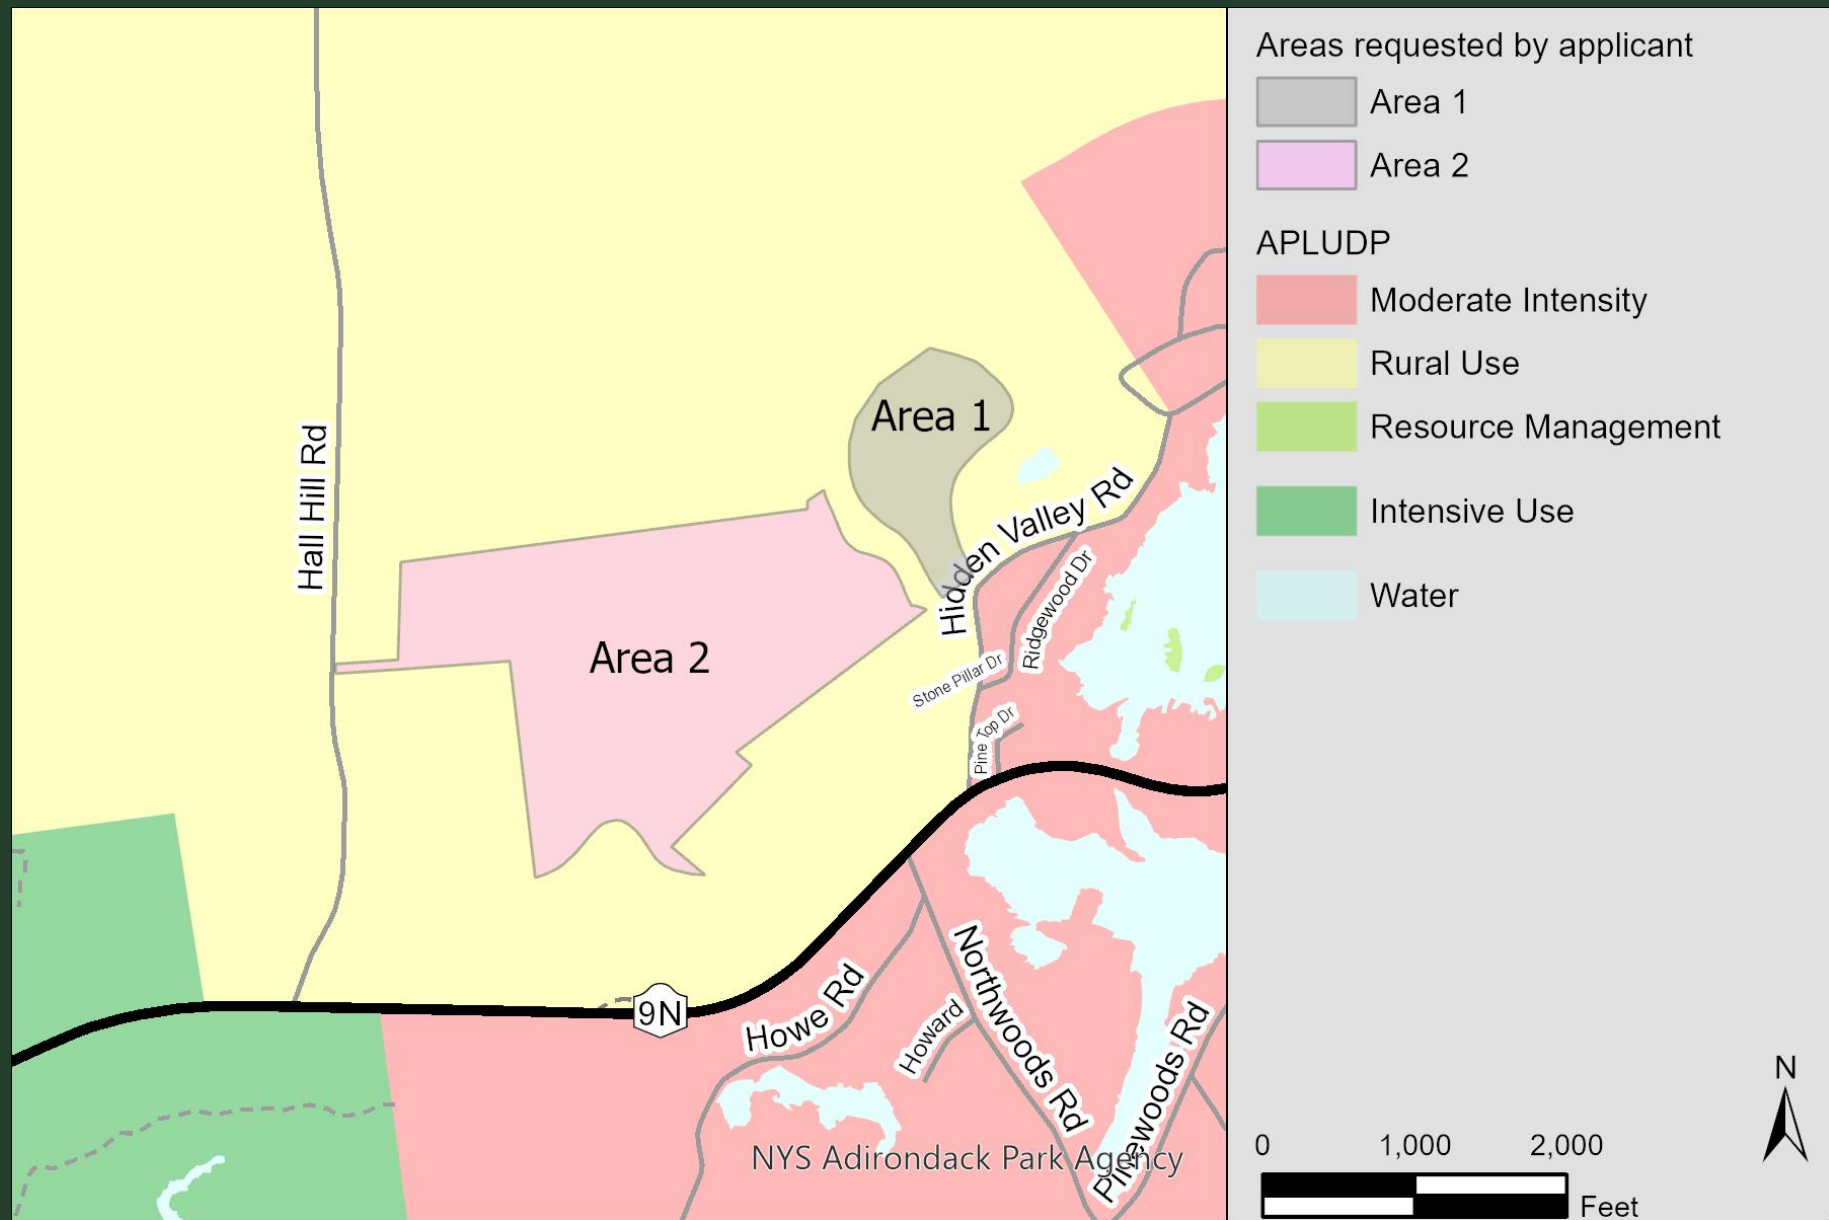 Areas requested by applicant
Area 1
Area 2
APLUDP
Moderate Intensity
Rural Use
Resource Management
Intensive Use
Water
Area 1
Hall Hill Rd
Hidden Valley Rd
Ridgewood Dr
Area 2
Stone Pillar Dr
Pine Top Dr
9N
Howe Rd
Howard
Northwoods Rd
Pinewoods Rd
NYS Adirondack Park Agency
N
0 1,000 2,000
Feet